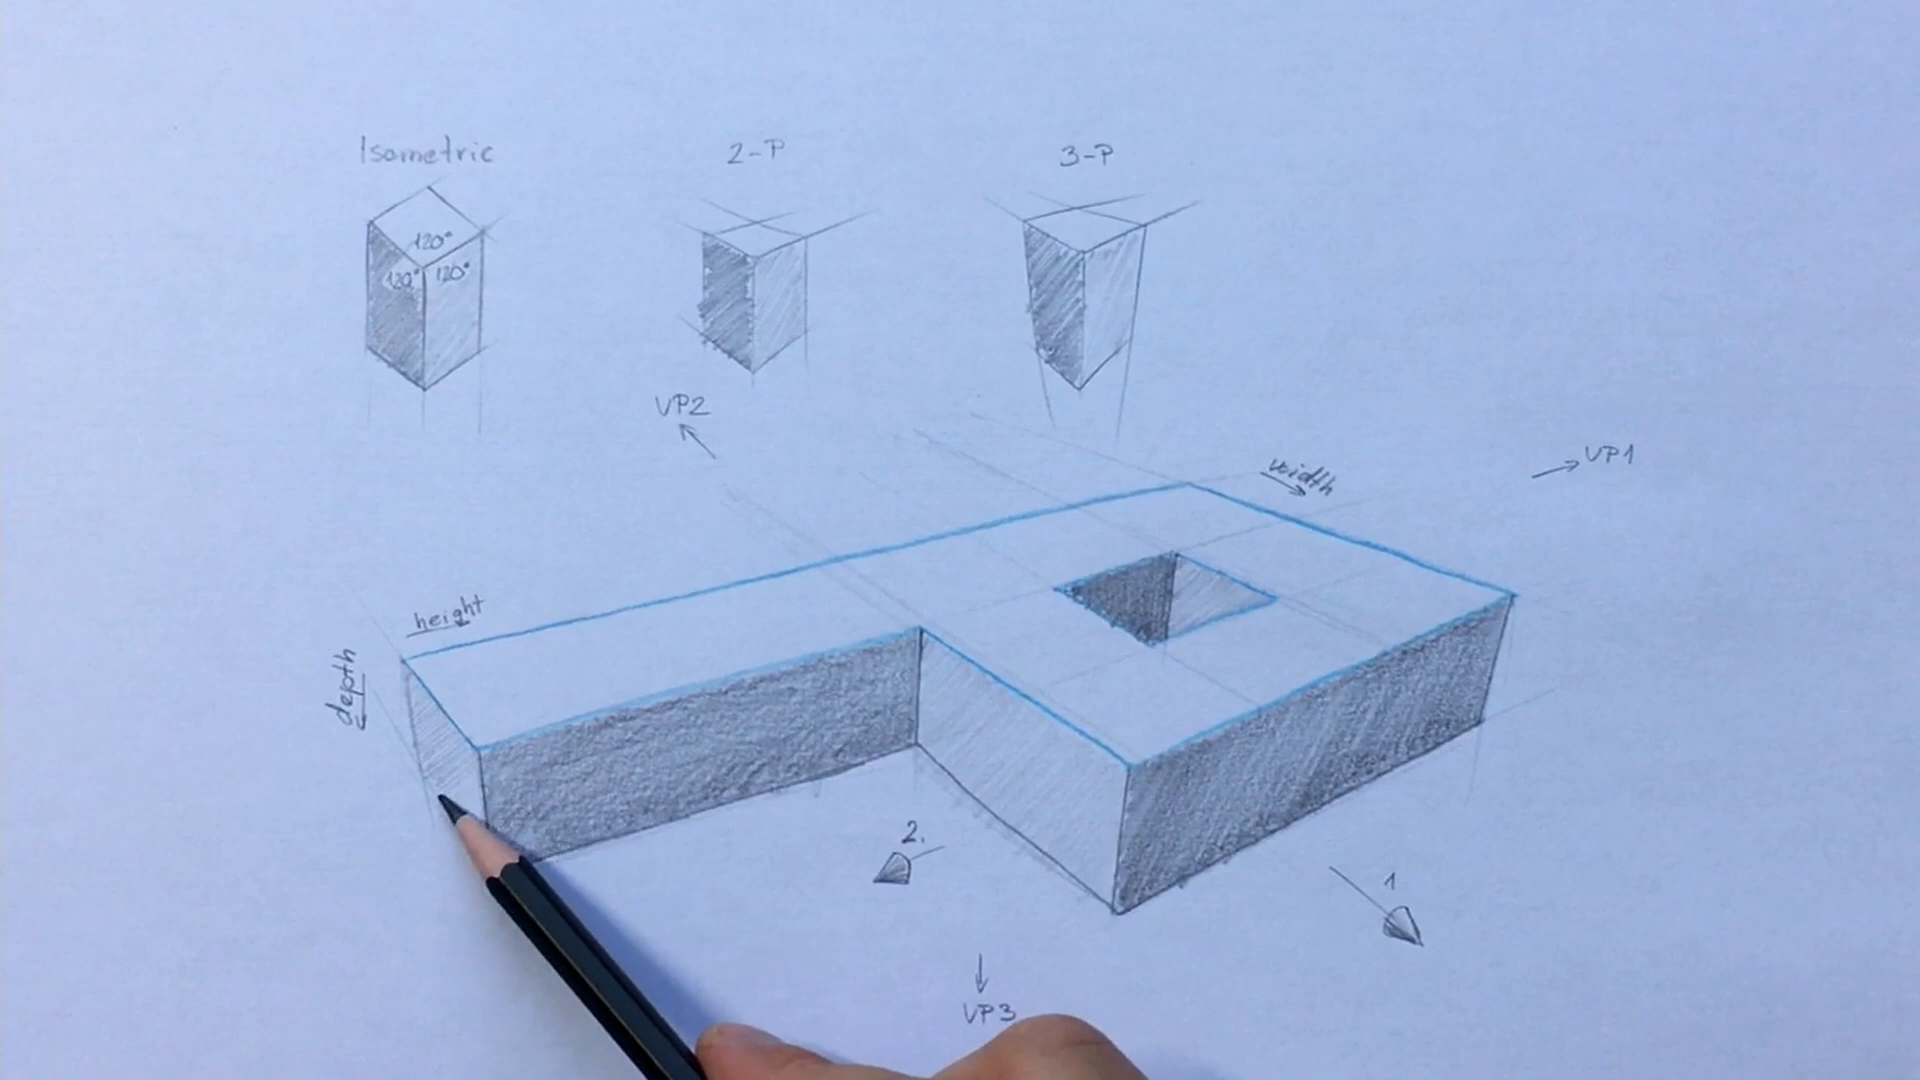 Isometric
2-P
3-P
120°
120°
120°
VP2
VP1
width
height
depth
2.
1
VP3